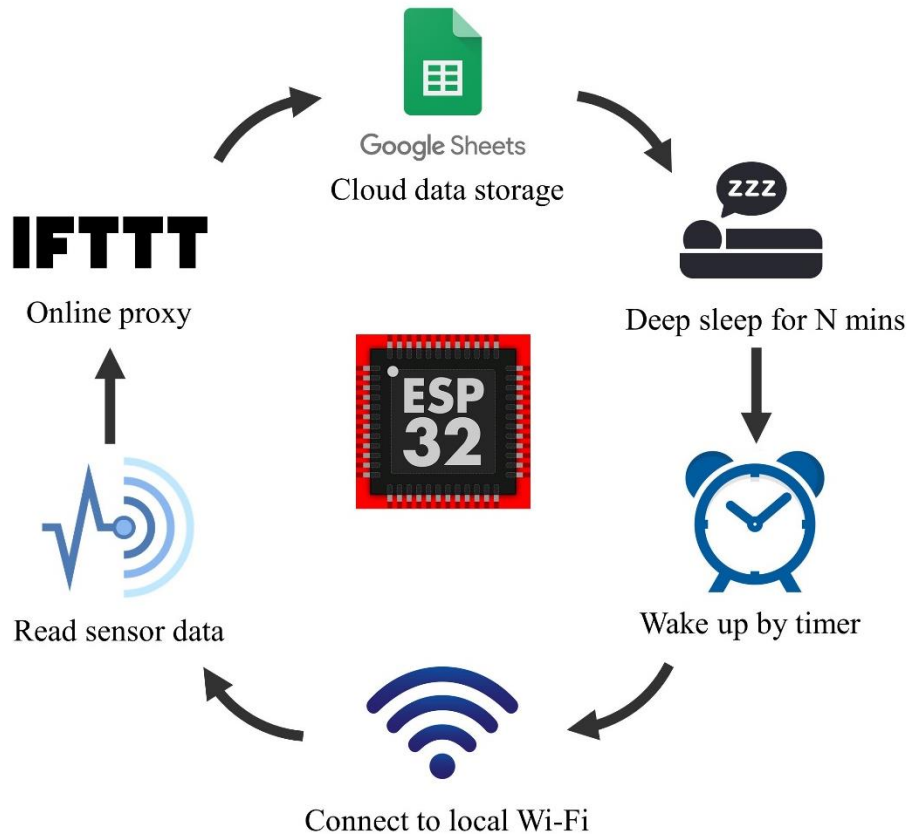 Google Sheets
Cloud data storage
zzz
Deep sleep for N mins
IFTTT
Online proxy
ESP
32
Wake up by timer
Read sensor data
Connect to local Wi-Fi